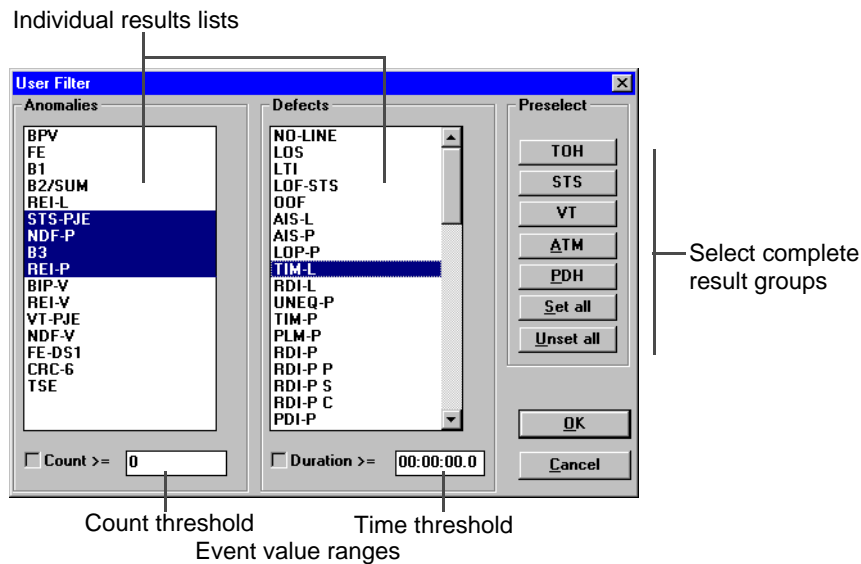 Individual results lists
User Filter
Anomalies
BPV
FE
B1
B2/SUM
REI-L
STS-PJE
NDF-P
B3
REI-P
BIP-V
REI-V
VT-PJE
NDF-V
FE-DS1
CRC-6
TSE
Count >= 0
Defects
NO-LINE
LOS
LTI
LOF-STS
OOF
AIS-L
AIS-P
LOP-P
TIM-L
RDI-L
UNEQ-P
TIM-P
PLM-P
RDI-P
RDI-P P
RDI-P S
RDI-P C
PDI-P
Duration >= 00:00:00.0
Preselect
TOH
STS
VT
ATM
PDH
Set all
Unset all
OK
Cancel
Select complete
result groups
Count threshold
Time threshold
Event value ranges